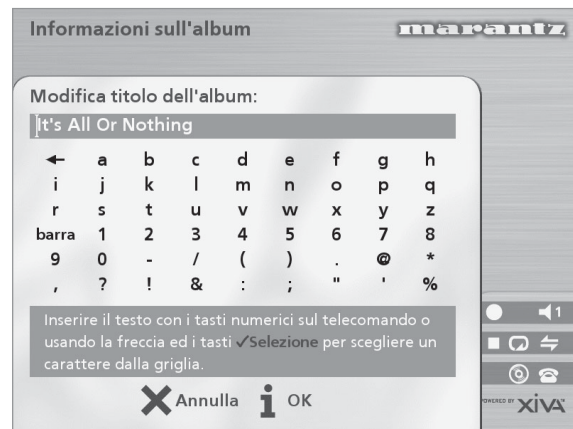 Informazioni sull'album
marantz
Modifica titolo dell'album:
It's All Or Nothing
← a b c d e f g h
i j k l m n o p q
r s t u v w x y z
barra 1 2 3 4 5 6 7 8
9 0 - / ( ) . @ *
, ? ! & : ; " ' %
Inserire il testo con i tasti numerici sul telecomando o
usando la freccia ed i tasti ✓Selezione per scegliere un
carattere dalla griglia.
1
Annulla i OK
POWERED BY XiVA™